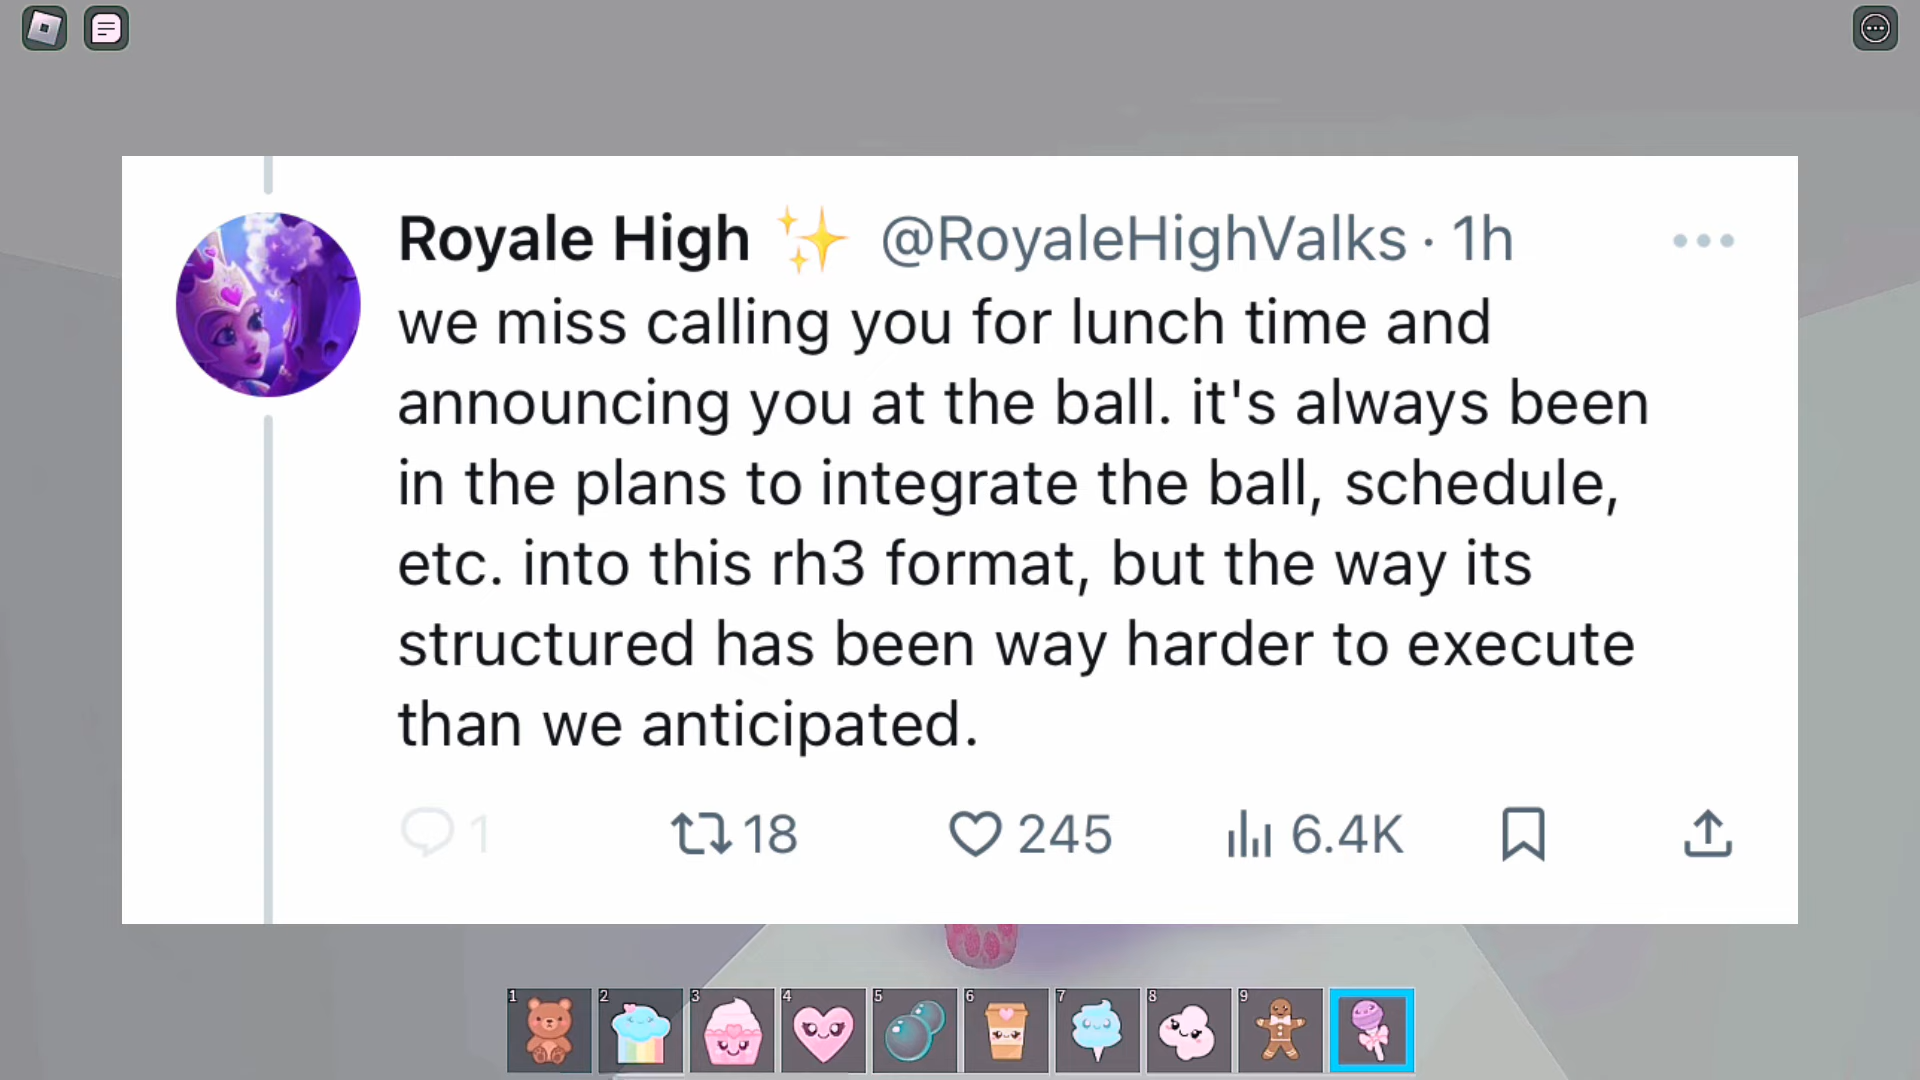 Royale High ✨ @RoyaleHighValks · 1h
we miss calling you for lunch time and
announcing you at the ball. it's always been
in the plans to integrate the ball, schedule,
etc. into this rh3 format, but the way its
structured has been way harder to execute
than we anticipated.
1 18 245 6.4K
1 2 3 4 5 6 7 8 9